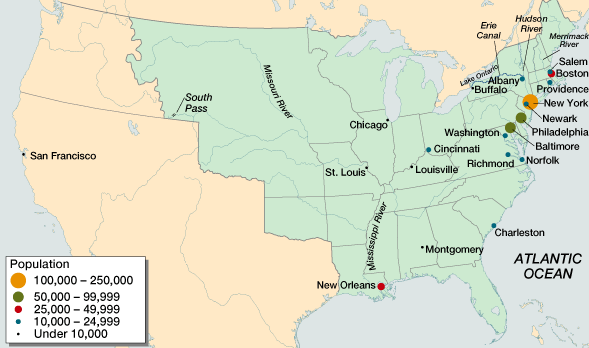 Erie
Canal
Hudson
River
Merrimack
River
Lake Ontario
Salem
Boston
Albany
Buffalo
Providence
New York
Newark
Philadelphia
Baltimore
Washington
Norfolk
Richmond
Missouri River
South
Pass
Chicago
Cincinnati
San Francisco
St. Louis
Louisville
Mississippi River
Charleston
Montgomery
ATLANTIC
OCEAN
New Orleans
Population
100,000 – 250,000
50,000 – 99,999
25,000 – 49,999
10,000 – 24,999
Under 10,000